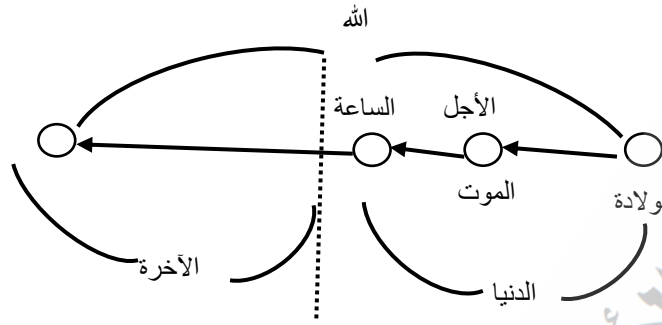 الله
الساعة
الأجل
الموت
ولادة
الآخرة
الدنيا